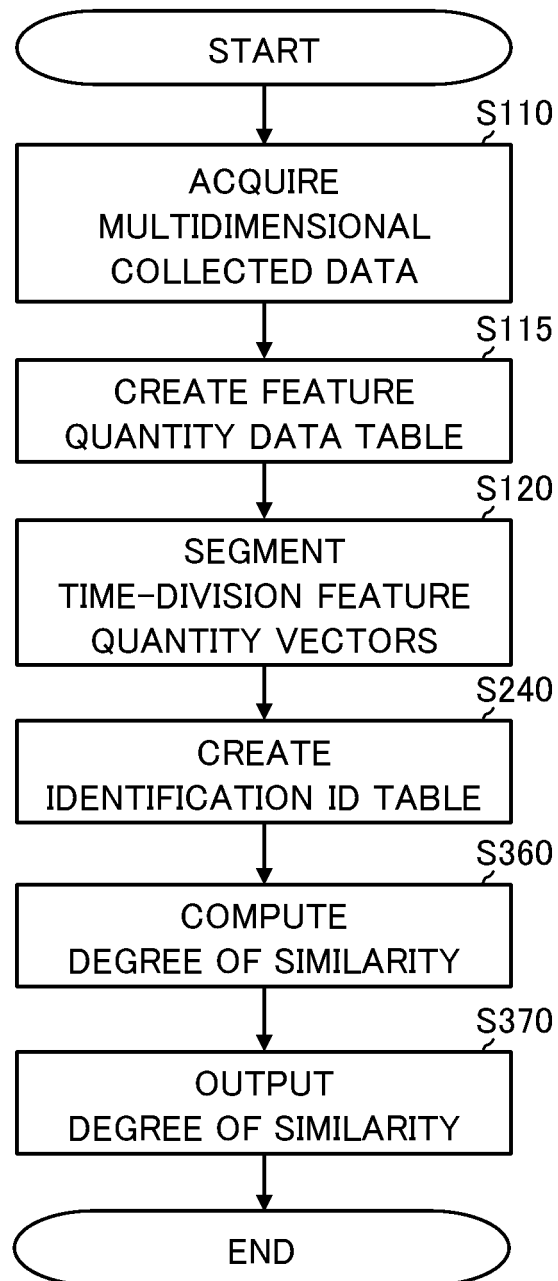 START
S110
ACQUIRE
MULTIDIMENSIONAL
COLLECTED DATA
S115
CREATE FEATURE
QUANTITY DATA TABLE
S120
SEGMENT
TIME-DIVISION FEATURE
QUANTITY VECTORS
S240
CREATE
IDENTIFICATION ID TABLE
S360
COMPUTE
DEGREE OF SIMILARITY
S370
OUTPUT
DEGREE OF SIMILARITY
END